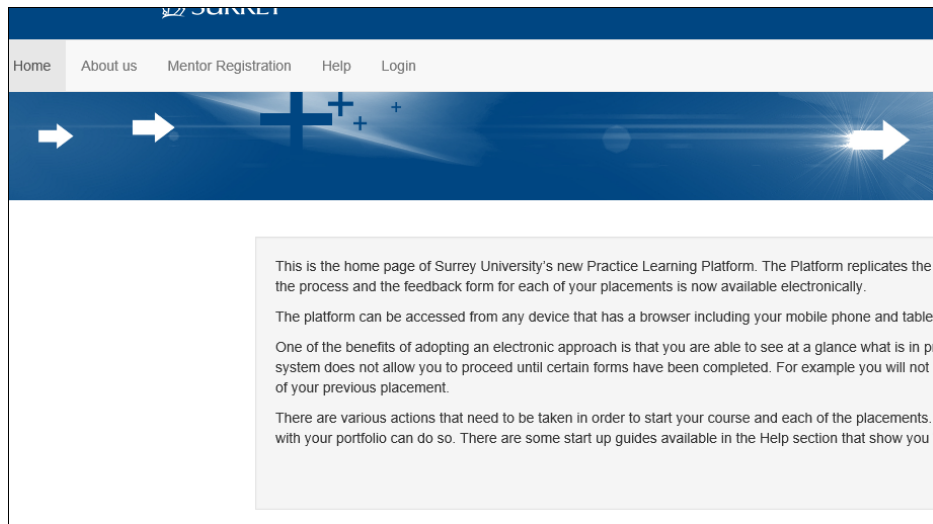 SURREY
Home About us Mentor Registration Help Login
This is the home page of Surrey University's new Practice Learning Platform. The Platform replicates the
the process and the feedback form for each of your placements is now available electronically.
The platform can be accessed from any device that has a browser including your mobile phone and table
One of the benefits of adopting an electronic approach is that you are able to see at a glance what is in p
system does not allow you to proceed until certain forms have been completed. For example you will not
of your previous placement.
There are various actions that need to be taken in order to start your course and each of the placements.
with your portfolio can do so. There are some start up guides available in the Help section that show you